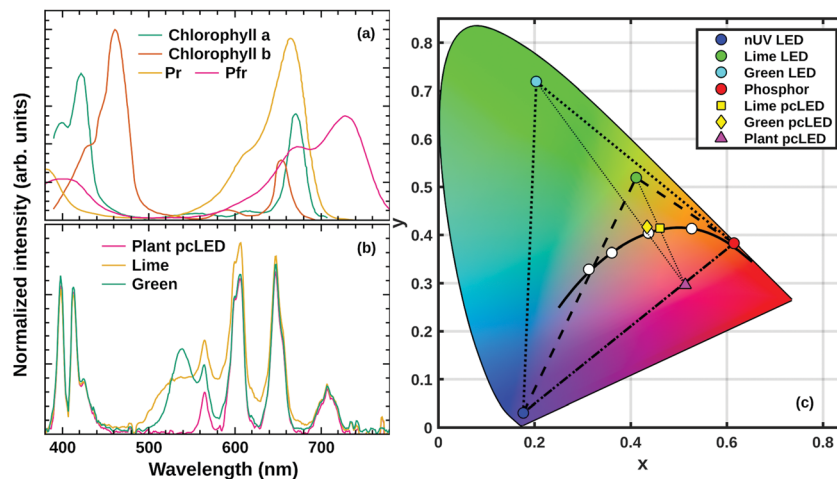 (a)
Chlorophyll a
Chlorophyll b
Pr Pfr
Normalized intensity (arb. units)
(b)
Plant pcLED
Lime
Green
400 500 600 700
Wavelength (nm)
nUV LED
Lime LED
Green LED
Phosphor
Lime pcLED
Green pcLED
Plant pcLED
y
0.8
0.7
0.6
0.5
0.4
0.3
0.2
0.1
0
(c)
0 0.2 0.4 0.6 0.8
x